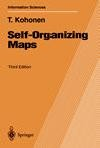 Information Sciences
T. Kohonen
Self-Organizing
Maps
Third Edition
Springer